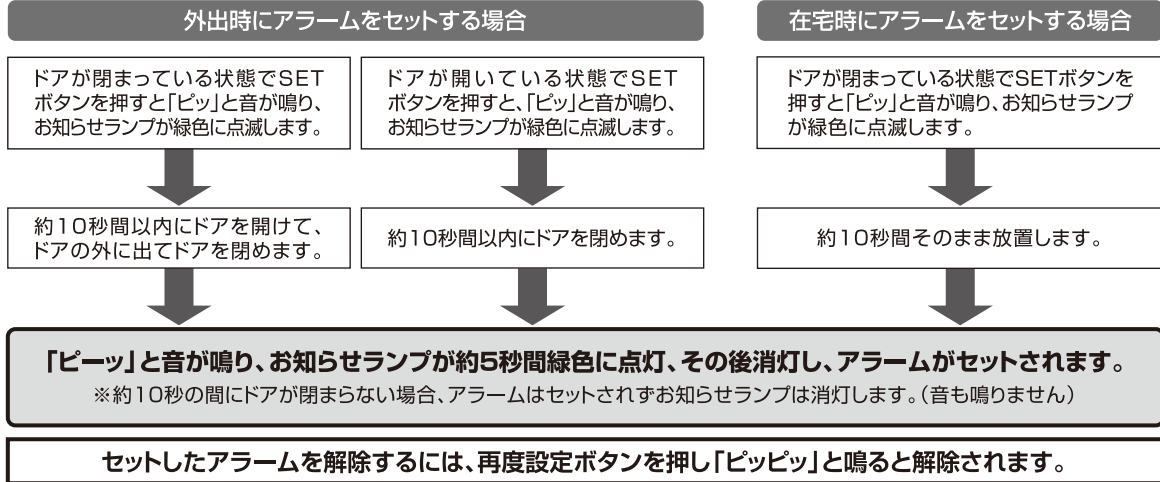 外出時にアラームをセットする場合
ドアが閉まっている状態でSET
ボタンを押すと「ピッ」と音が鳴り、
お知らせランプが緑色に点滅します。
約10秒間以内にドアを開けて、
ドアの外に出てドアを閉めます。
ドアが開いている状態でSET
ボタンを押すと、「ピッ」と音が鳴り、
お知らせランプが緑色に点滅します。
約10秒間以内にドアを閉めます。
在宅時にアラームをセットする場合
ドアが閉まっている状態でSETボタンを
押すと「ピッ」と音が鳴り、お知らせランプ
が緑色に点滅します。
約10秒間そのまま放置します。
「ピーッ」と音が鳴り、お知らせランプが約5秒間緑色に点灯、その後消灯し、アラームがセットされます。
※約10秒の間にドアが閉まらない場合、アラームはセットされずお知らせランプは消灯します。(音も鳴りません)
セットしたアラームを解除するには、再度設定ボタンを押し「ピッピッ」と鳴ると解除されます。